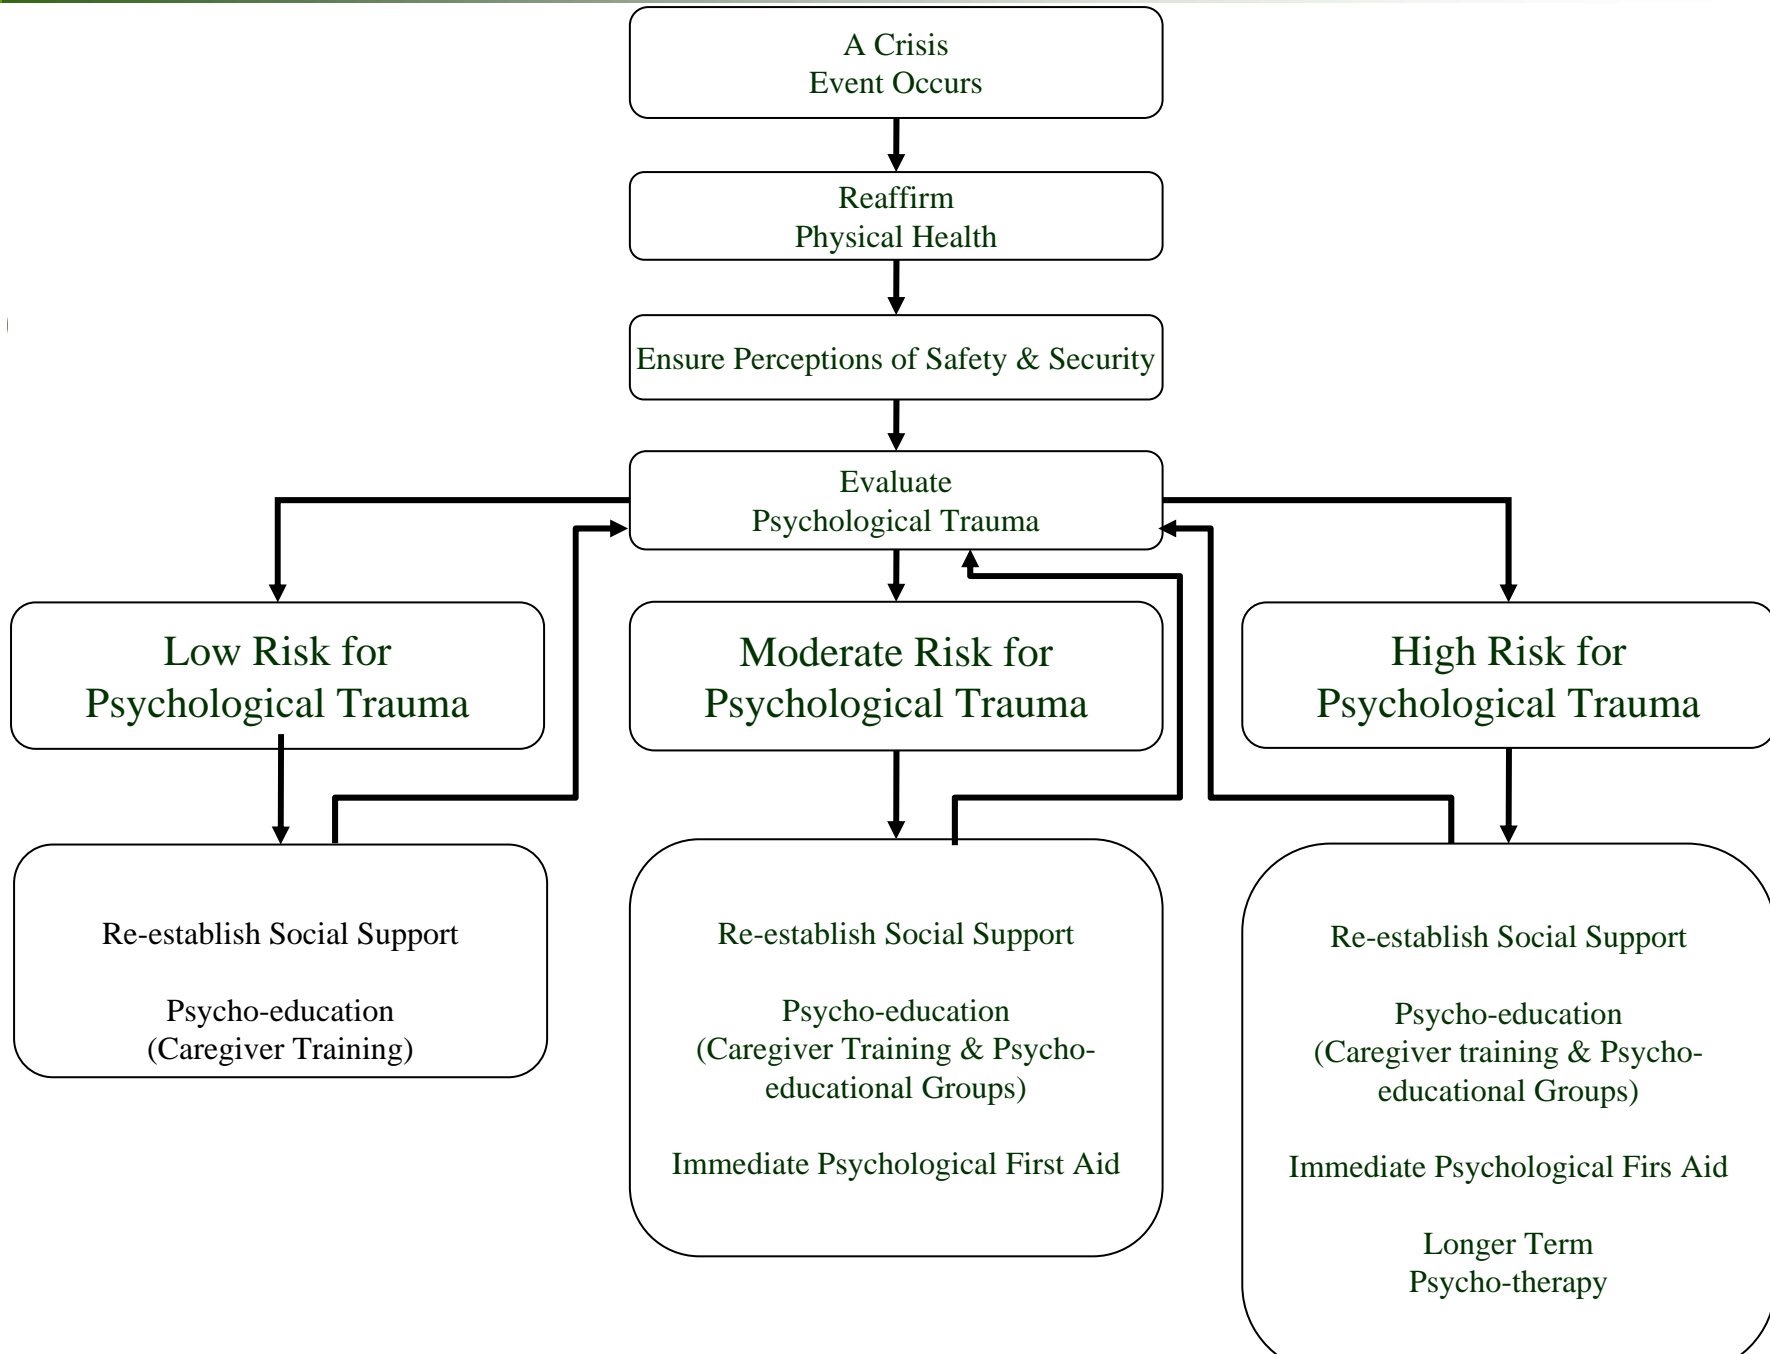 A Crisis
Event Occurs
Reaffirm
Physical Health
Ensure Perceptions of Safety & Security
Evaluate
Psychological Trauma
Low Risk for
Psychological Trauma
Moderate Risk for
Psychological Trauma
High Risk for
Psychological Trauma
Re-establish Social Support
Psycho-education
(Caregiver Training)
Re-establish Social Support
Psycho-education
(Caregiver Training & Psycho-
educational Groups)
Immediate Psychological First Aid
Re-establish Social Support
Psycho-education
(Caregiver training & Psycho-
educational Groups)
Immediate Psychological Firs Aid
Longer Term
Psycho-therapy